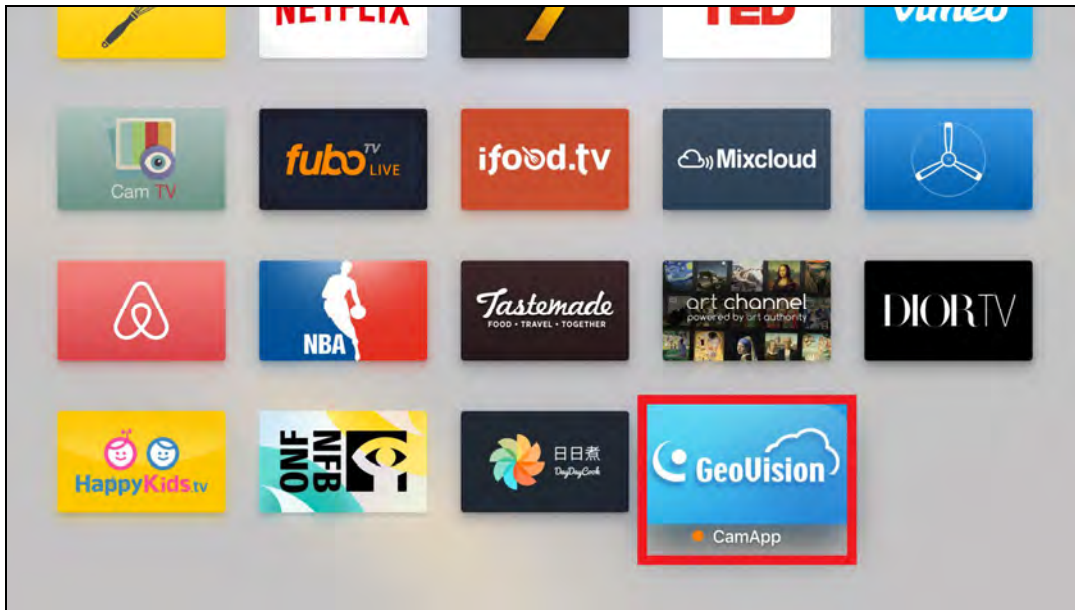 NETFLIX
7
TED
vimeo
Cam TV
fubo TV LIVE
ifood.tv
Mixcloud
NBA
Tastemade
FOOD • TRAVEL • TOGETHER
art channel
powered by art authority
DIORTV
HappyKids.tv
ONF
NFB
日日煮
DayDayCook
GeoVision
CamApp